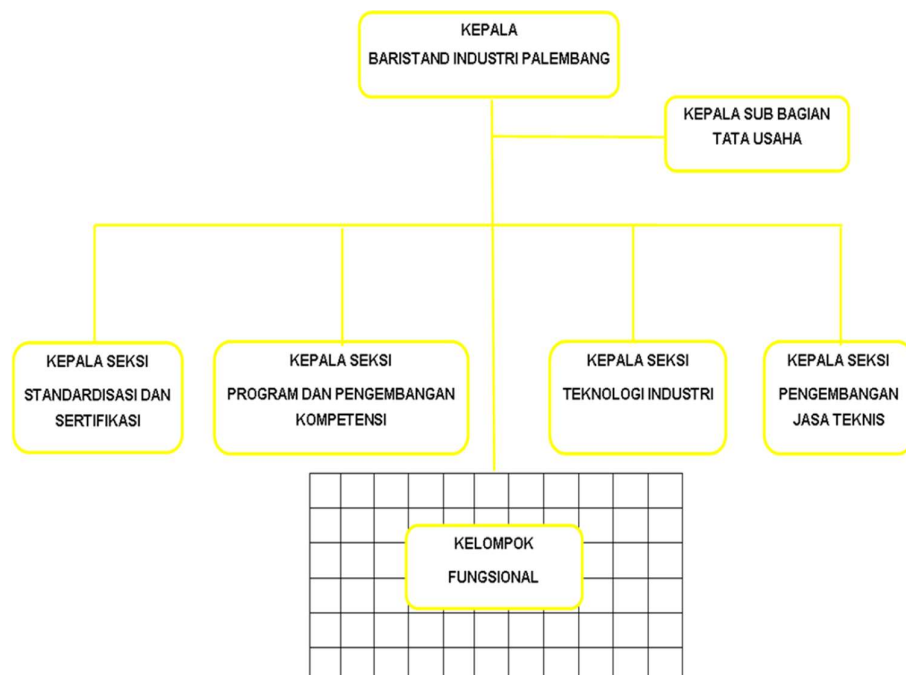 KEPALA
BARISTAND INDUSTRI PALEMBANG
KEPALA SUB BAGIAN
TATA USAHA
KEPALA SEKSI
STANDARDISASI DAN
SERTIFIKASI
KEPALA SEKSI
PROGRAM DAN PENGEMBANGAN
KOMPETENSI
KEPALA SEKSI
TEKNOLOGI INDUSTRI
KEPALA SEKSI
PENGEMBANGAN
JASA TEKNIS
KELOMPOK
FUNGSIONAL